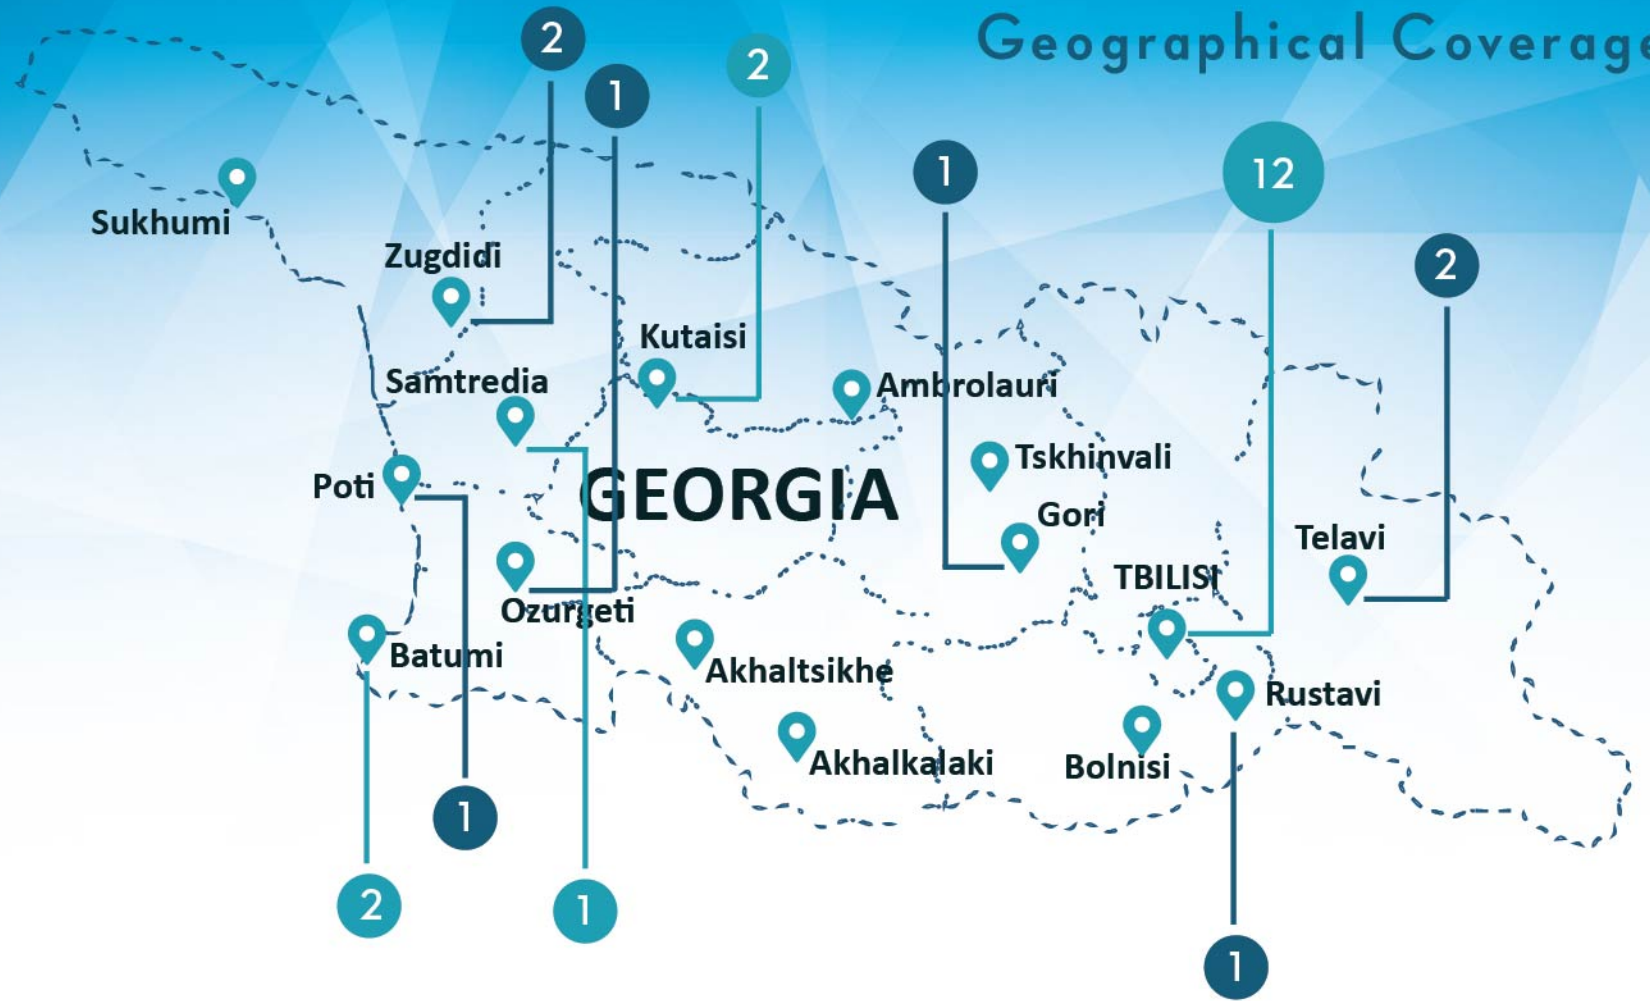 Geographical Coverage
2
1
2
1
12
2
Sukhumi
Zugdidi
Kutaisi
Samtredia
Ambrolauri
Tskhinvali
Poti
GEORGIA
Gori
Telavi
TBILISI
Ozurgeti
Batumi
Akhaltsikhe
Rustavi
Akhalkalaki
Bolnisi
1
2
1
1